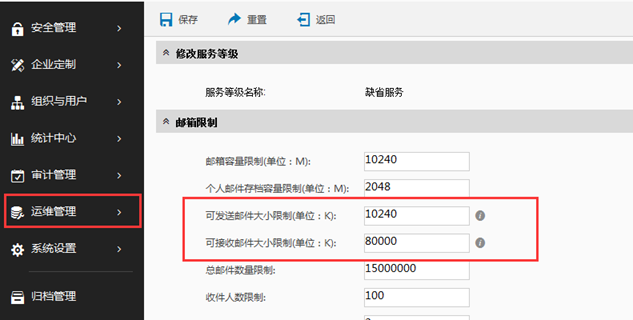 安全管理
企业定制
组织与用户
统计中心
审计管理
运维管理
系统设置
归档管理
保存 重置 返回
修改服务等级
服务等级名称: 缺省服务
邮箱限制
邮箱容量限制(单位：M): 10240
个人邮件存档容量限制(单位：M): 2048
可发送邮件大小限制(单位：K): 10240
可接收邮件大小限制(单位：K): 80000
总邮件数量限制: 15000000
收件人数限制: 100